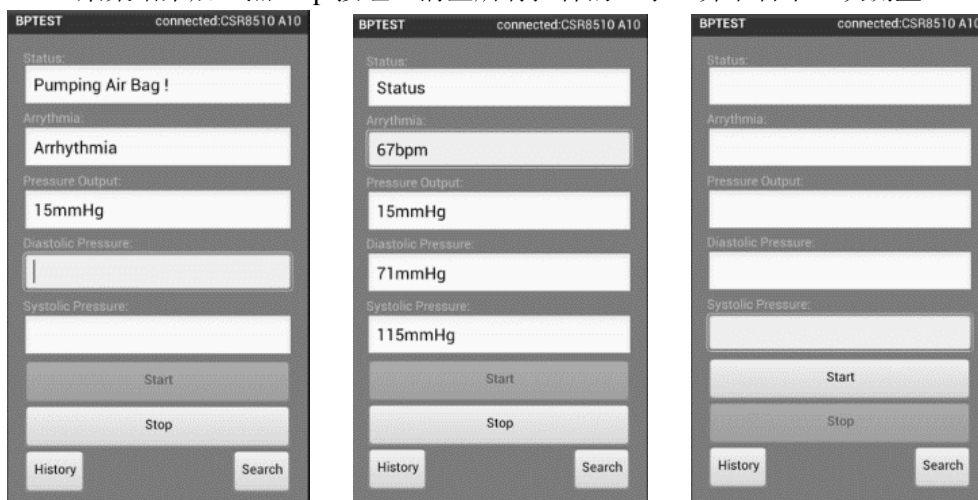 BPTEST connected:CSR8510 A10
Status:
Pumping Air Bag !
Arrythmia:
Arrhythmia
Pressure Output:
15mmHg
Diastolic Pressure:
Systolic Pressure:
Start
Stop
History Search
BPTEST connected:CSR8510 A10
Status:
Status
Arrythmia:
67bpm
Pressure Output:
15mmHg
Diastolic Pressure:
71mmHg
Systolic Pressure:
115mmHg
Start
Stop
History Search
BPTEST connected:CSR8510 A10
Status:
Arrythmia:
Pressure Output:
Diastolic Pressure:
Systolic Pressure:
Start
Stop
History Search